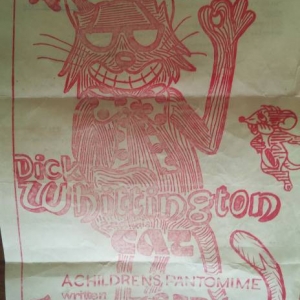 Dick
Whittington
CAT
A CHILDRENS PANTOMIME
written